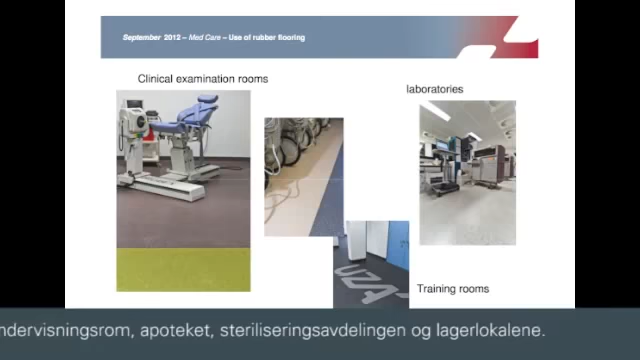 September 2012 – Med Care – Use of rubber flooring
Clinical examination rooms
laboratories
UZA
Training rooms
ndervisningsrom, apoteket, steriliseringsavdelingen og lagerlokalene.